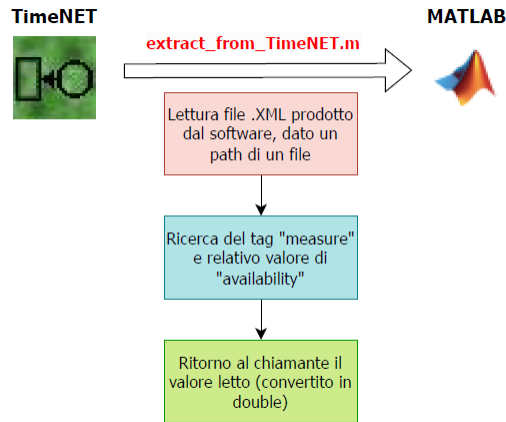 TimeNET
MATLAB
extract_from_TimeNET.m
Lettura file .XML prodotto
dal software, dato un
path di un file
Ricerca del tag "measure"
e relativo valore di
"availability"
Ritorno al chiamante il
valore letto (convertito in
double)